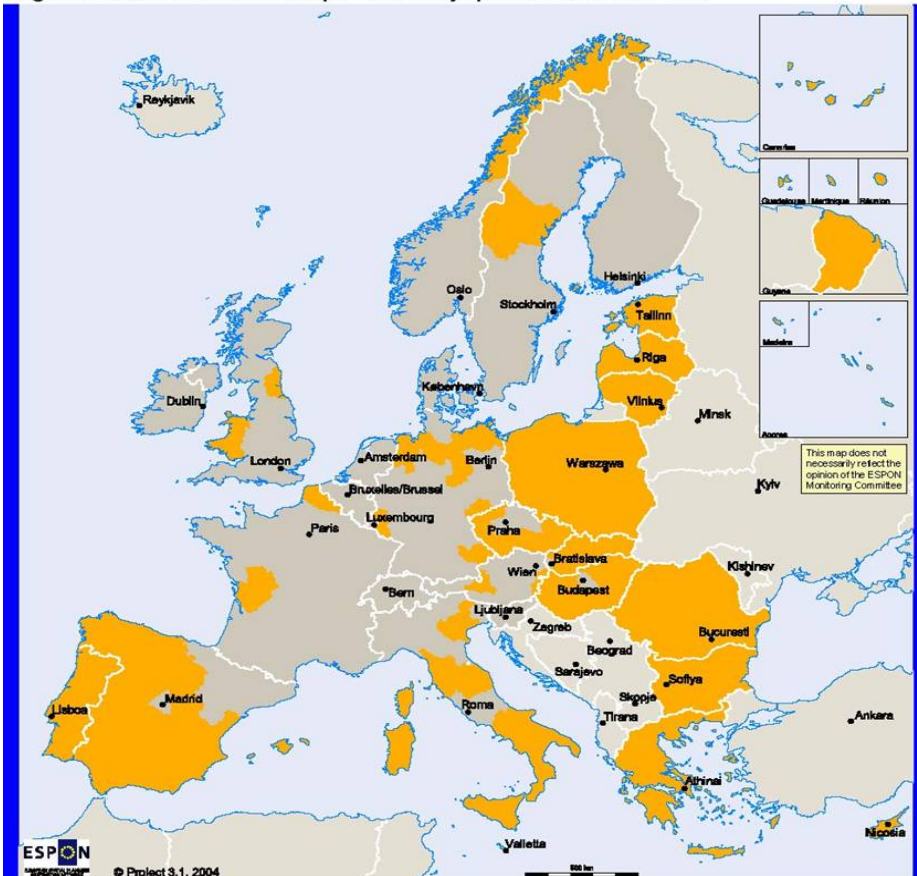 Reykjavik
Canarias
Guadeloupe
Martinique
Réunion
Guyane
Helsinki
Oslo
Stockholm
Tallinn
Madeira
Riga
København
Dublin
Vilnius
Minsk
Acores
London
Amsterdam
Berlin
Warszawa
This map does not
necessarily reflect the
opinion of the ESPON
Monitoring Committee
Bruxelles/Brussel
Kyiv
Luxembourg
Paris
Praha
Bratislava
Wien
Kishinev
Budapest
Bern
Ljubljana
Zagreb
Bucuresti
Beograd
Sarajevo
Sofiya
Madrid
Skopje
Roma
Lisboa
Tirana
Ankara
Athinai
Nicosia
Valletta
ESPON
© Project 3.1, 2004
500 km